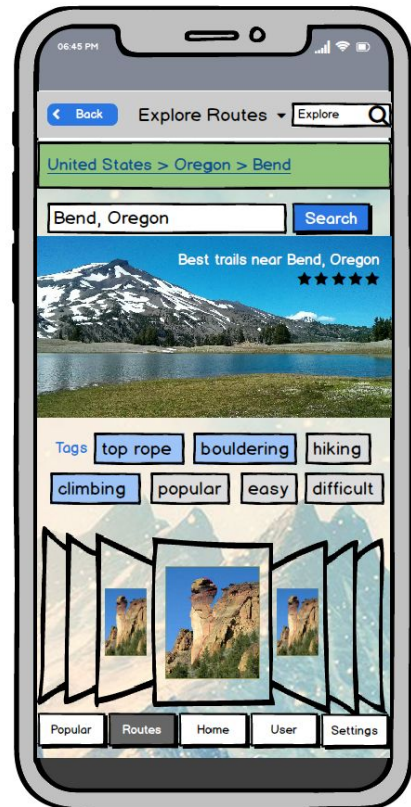 06:45 PM
Back Explore Routes Explore
United States > Oregon > Bend
Bend, Oregon Search
Best trails near Bend, Oregon
Tags top rope bouldering hiking
climbing popular easy difficult
Popular Routes Home User Settings